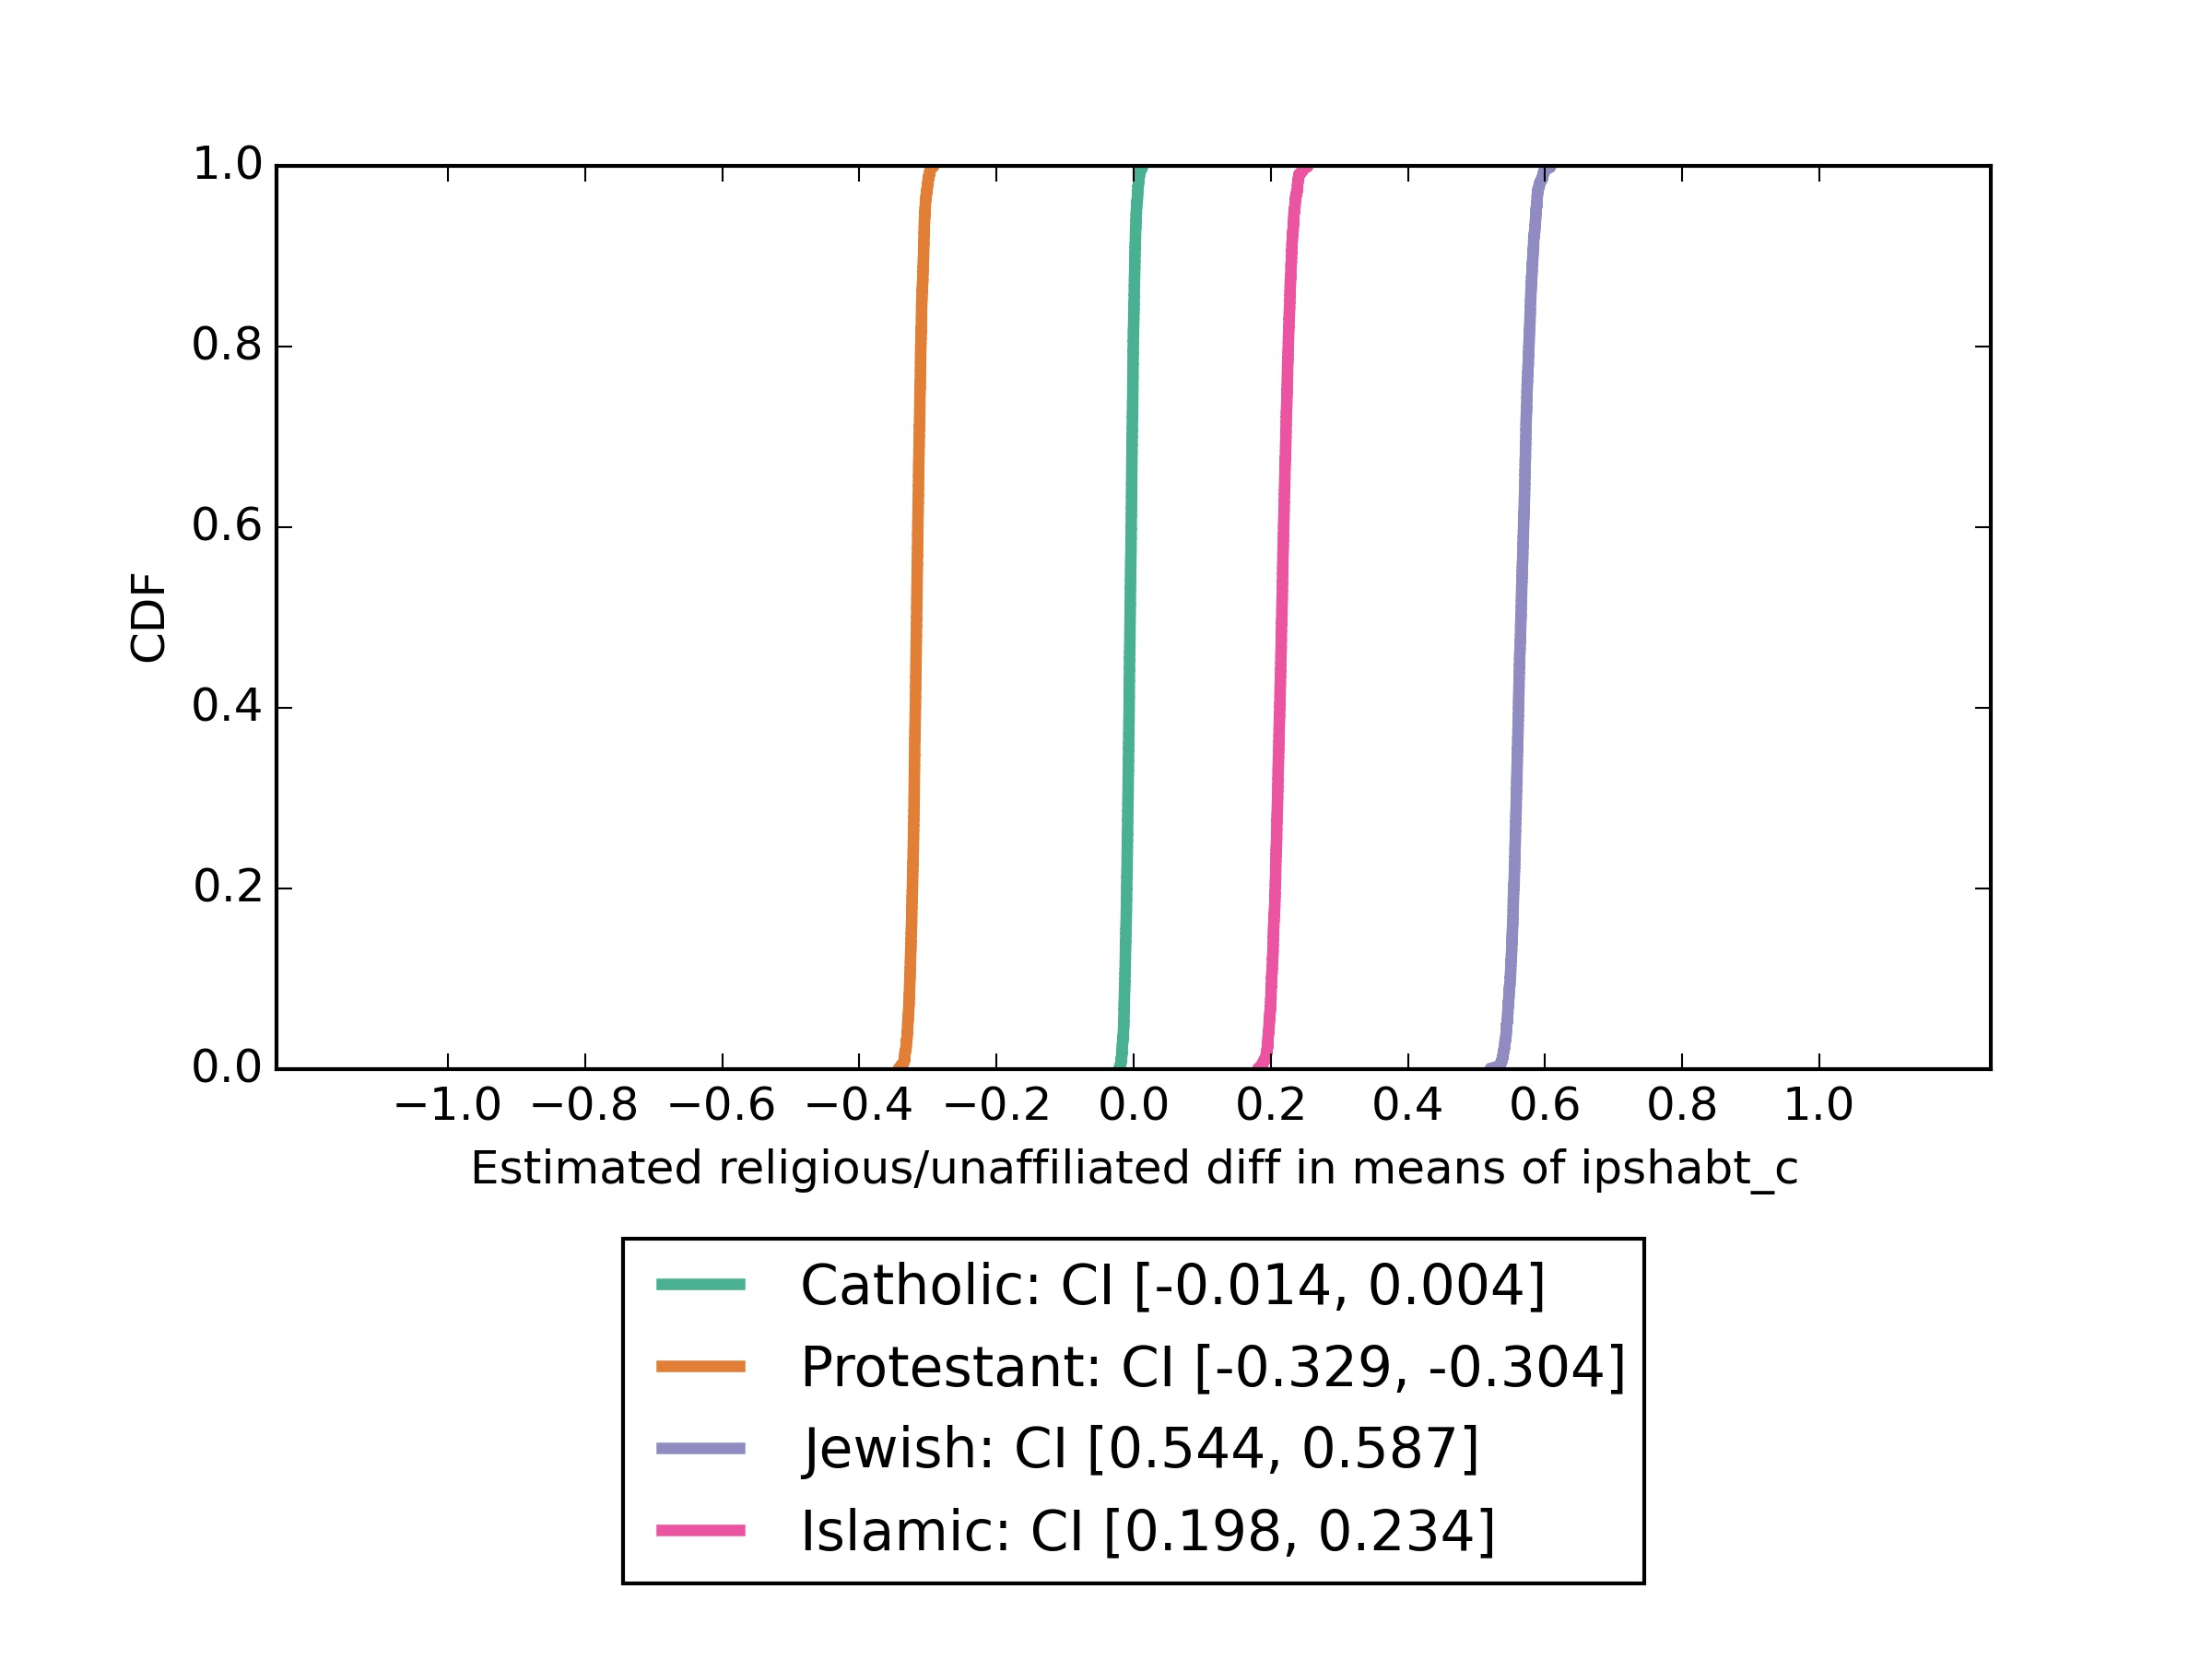 1.0
0.8
0.6
0.4
0.2
0.0
CDF
−1.0 −0.8 −0.6 −0.4 −0.2 0.0 0.2 0.4 0.6 0.8 1.0
Estimated religious/unaffiliated diff in means of ipshabt_c
Catholic: CI [-0.014, 0.004]
Protestant: CI [-0.329, -0.304]
Jewish: CI [0.544, 0.587]
Islamic: CI [0.198, 0.234]